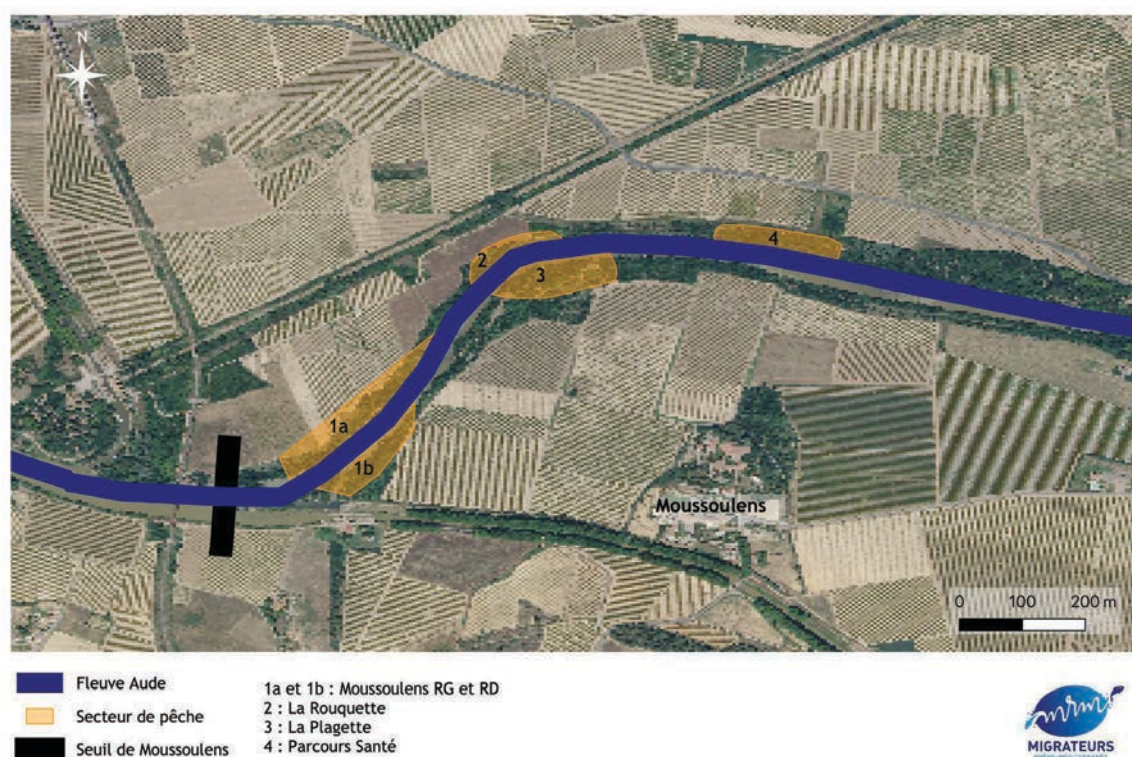 N
4
2
3
1a
1b
Moussoulens
0 100 200 m
Fleuve Aude
Secteur de pêche
Seuil de Moussoulens
1a et 1b : Moussoulens RG et RD
2 : La Rouquette
3 : La Plagette
4 : Parcours Santé
mrm
MIGRATEURS